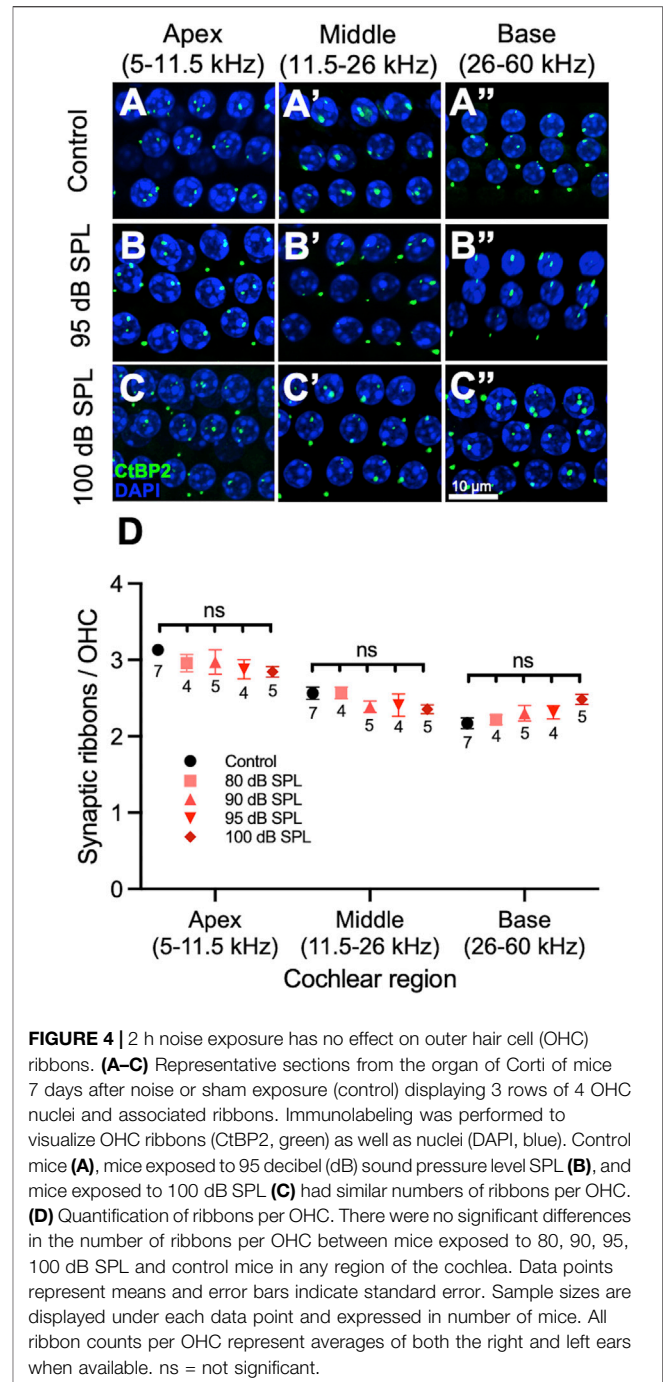 Apex Middle Base
(5-11.5 kHz) (11.5-26 kHz) (26-60 kHz)
Control
A A' A"
95 dB SPL
B B' B"
100 dB SPL
C C' C"
CtBP2
DAPI
10 µm
D
Synaptic ribbons / OHC
4
3
2
1
0
ns ns ns
7 4 5 4 5 7 4 5 4 5 7 4 5 4 5
Control
80 dB SPL
90 dB SPL
95 dB SPL
100 dB SPL
Apex Middle Base
(5-11.5 kHz) (11.5-26 kHz) (26-60 kHz)
Cochlear region
FIGURE 4 | 2 h noise exposure has no effect on outer hair cell (OHC)
ribbons. (A–C) Representative sections from the organ of Corti of mice
7 days after noise or sham exposure (control) displaying 3 rows of 4 OHC
nuclei and associated ribbons. Immunolabeling was performed to
visualize OHC ribbons (CtBP2, green) as well as nuclei (DAPI, blue). Control
mice (A), mice exposed to 95 decibel (dB) sound pressure level SPL (B), and
mice exposed to 100 dB SPL (C) had similar numbers of ribbons per OHC.
(D) Quantification of ribbons per OHC. There were no significant differences
in the number of ribbons per OHC between mice exposed to 80, 90, 95,
100 dB SPL and control mice in any region of the cochlea. Data points
represent means and error bars indicate standard error. Sample sizes are
displayed under each data point and expressed in number of mice. All
ribbon counts per OHC represent averages of both the right and left ears
when available. ns = not significant.